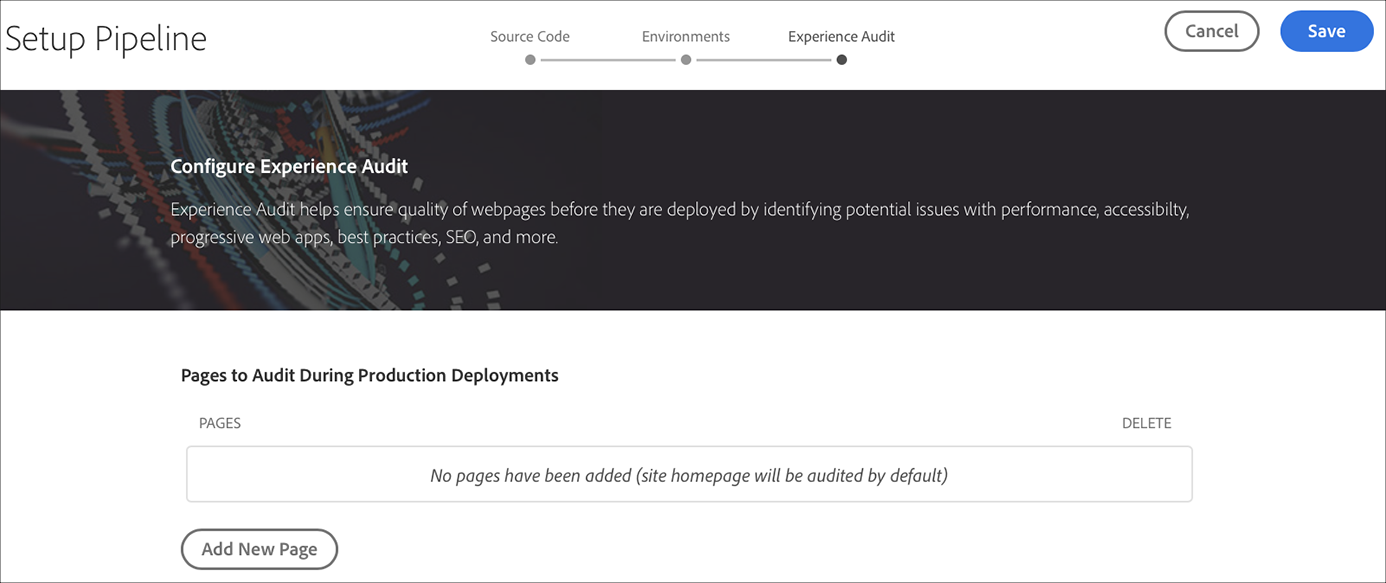 Setup Pipeline
Source Code
Environments
Experience Audit
Cancel
Save
Configure Experience Audit
Experience Audit helps ensure quality of webpages before they are deployed by identifying potential issues with performance, accessibilty,
progressive web apps, best practices, SEO, and more.
Pages to Audit During Production Deployments
PAGES
DELETE
No pages have been added (site homepage will be audited by default)
Add New Page